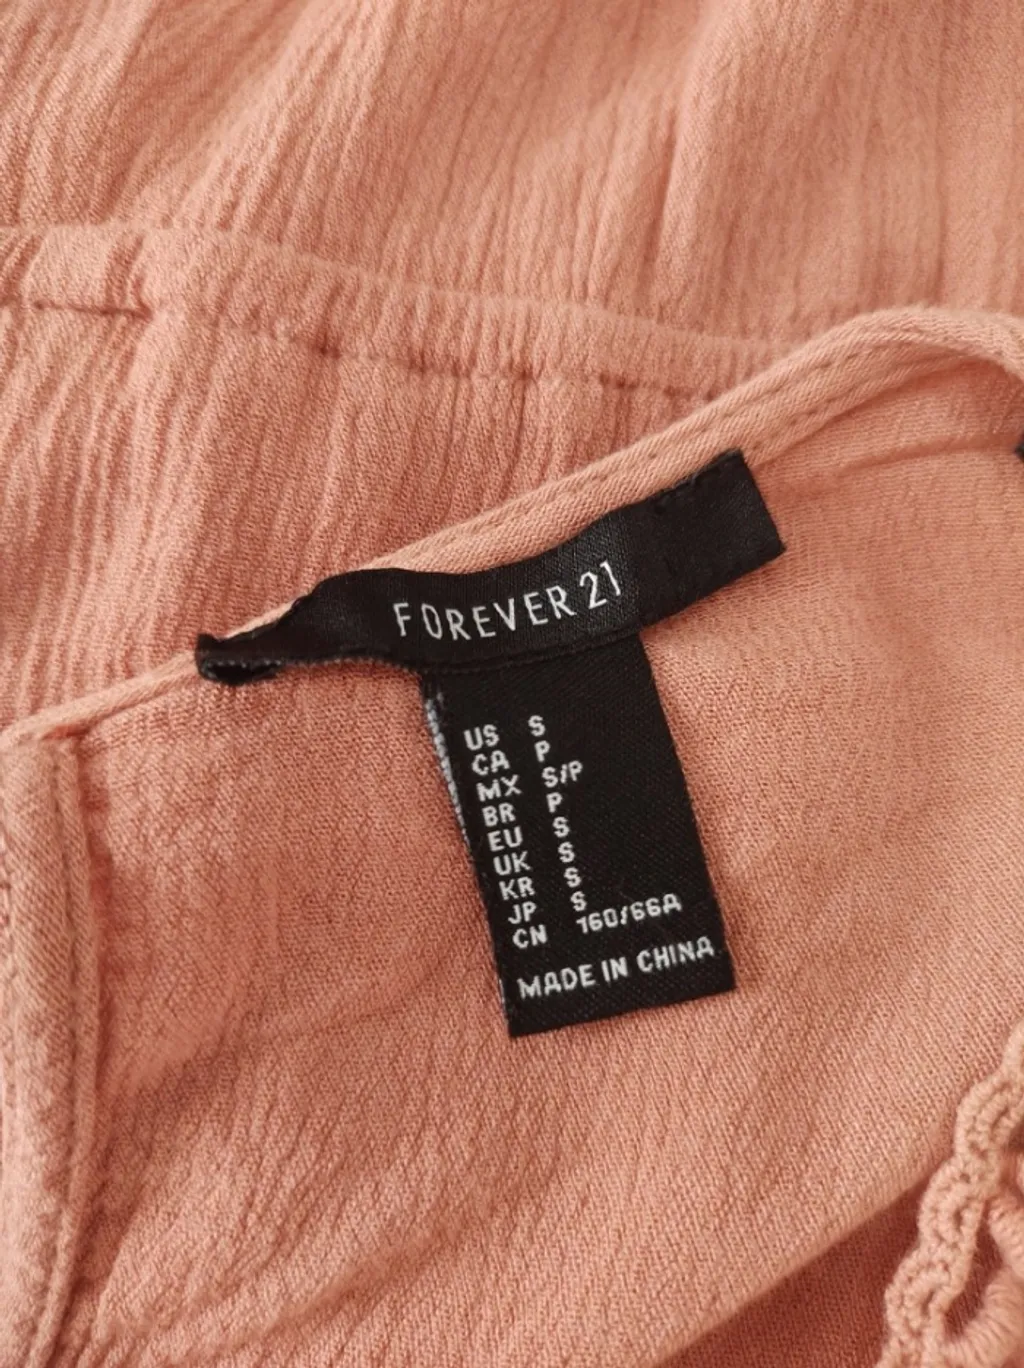 FOREVER 21
US S
CA P
MX S/P
BR P
EU S
UK S
KR S
JP S
CN 160/66A
MADE IN CHINA